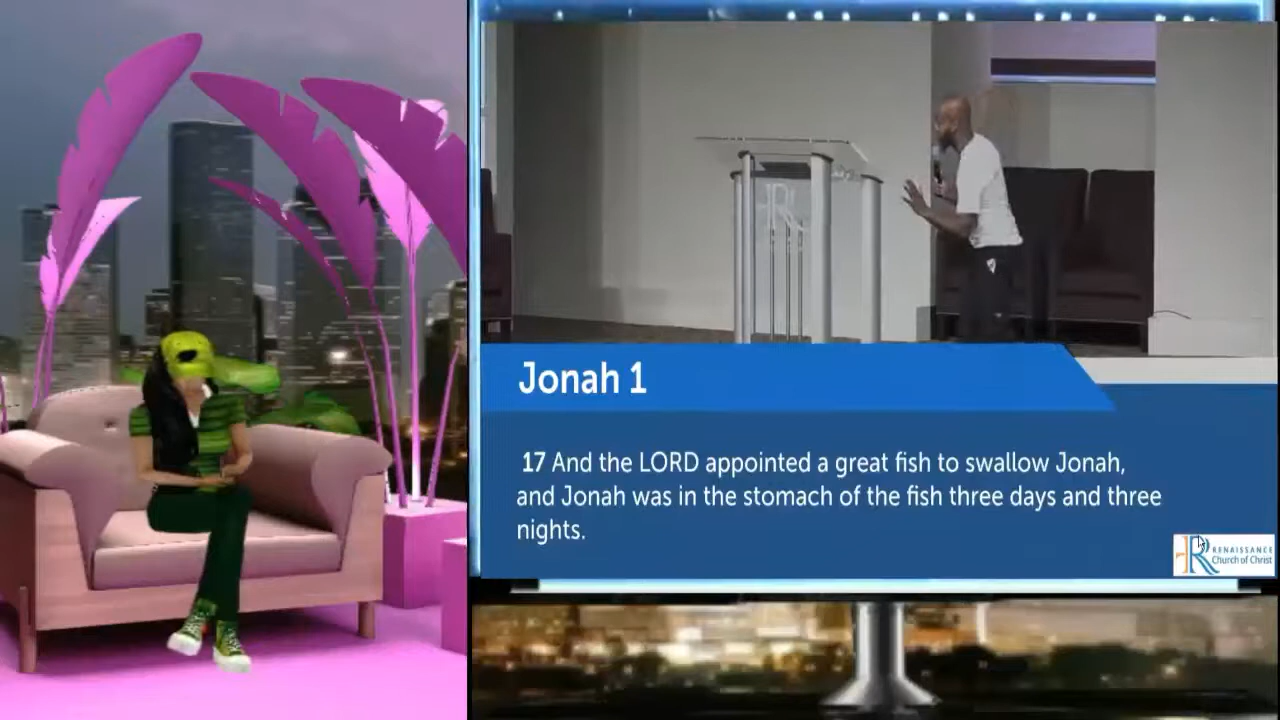 Jonah 1
17 And the LORD appointed a great fish to swallow Jonah,
and Jonah was in the stomach of the fish three days and three
nights.
R RENAISSANCE
Church of Christ